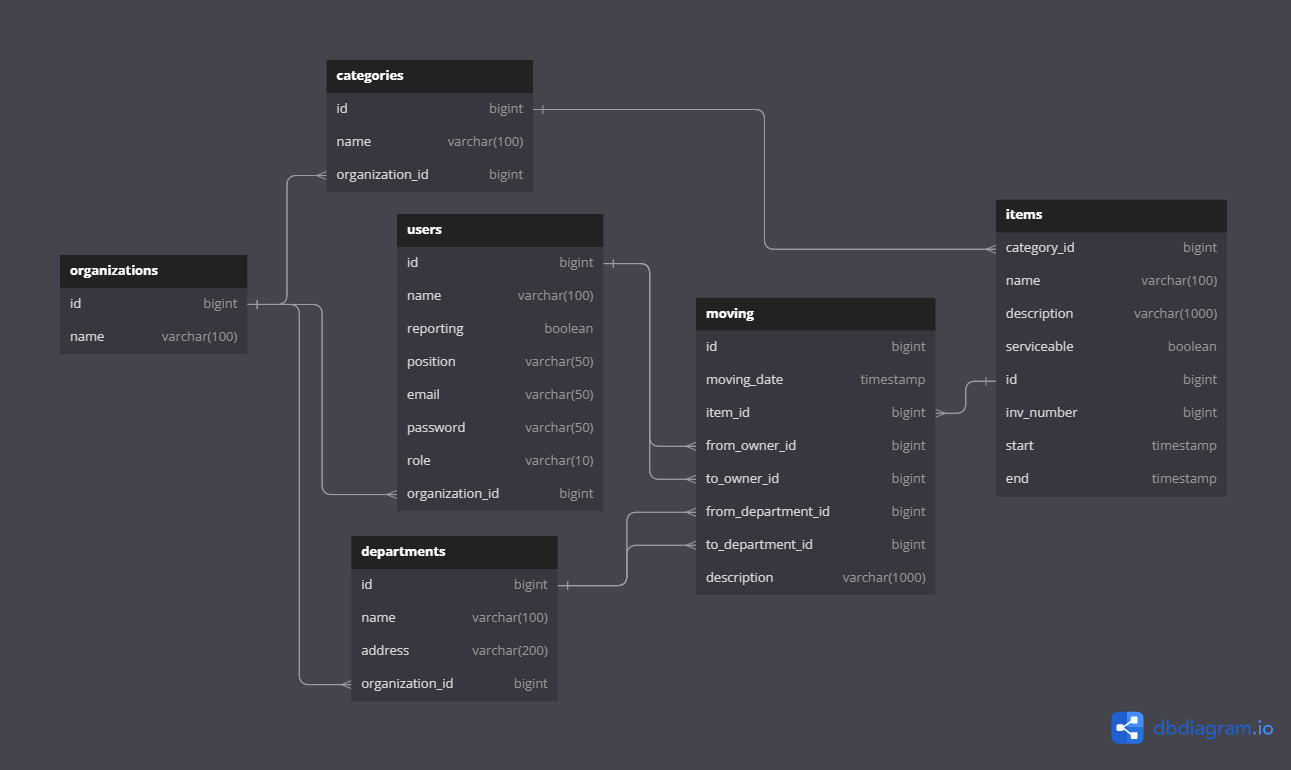 categories
id bigint
name varchar(100)
organization_id bigint
users
id bigint
name varchar(100)
reporting boolean
position varchar(50)
email varchar(50)
password varchar(50)
role varchar(10)
organization_id bigint
organizations
id bigint
name varchar(100)
departments
id bigint
name varchar(100)
address varchar(200)
organization_id bigint
moving
id bigint
moving_date timestamp
item_id bigint
from_owner_id bigint
to_owner_id bigint
from_department_id bigint
to_department_id bigint
description varchar(1000)
items
category_id bigint
name varchar(100)
description varchar(1000)
serviceable boolean
id bigint
inv_number bigint
start timestamp
end timestamp
dbdiagram.io